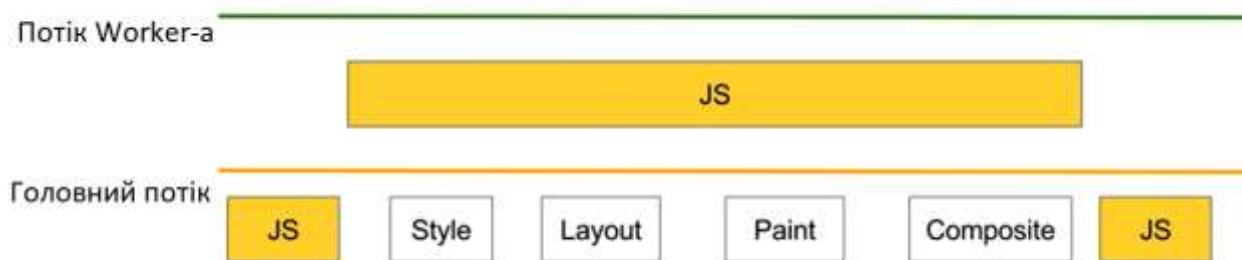 Потік Worker-а
JS
Головний потік
JS Style Layout Paint Composite JS